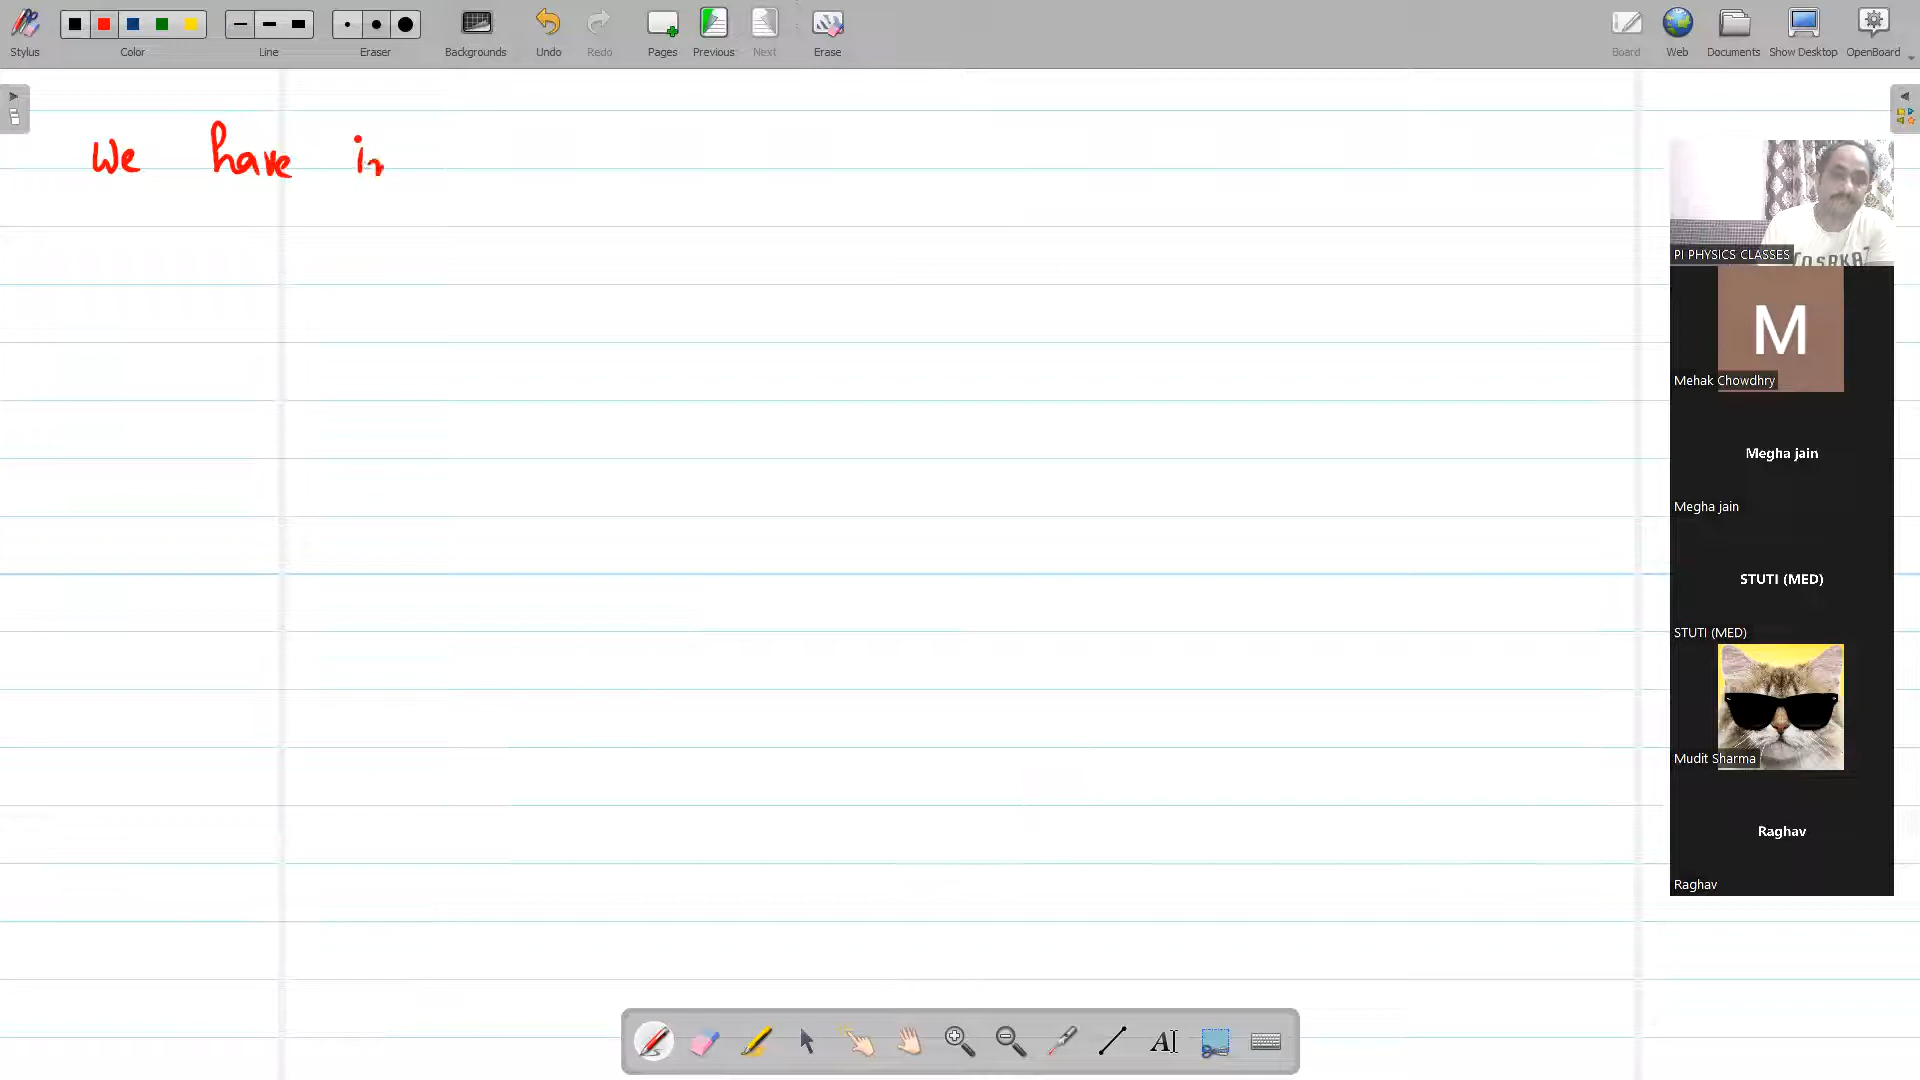 Stylus
Color
Line
Eraser
Backgrounds
Undo
Redo
Pages
Previous
Next
Erase
Board
Web
Documents
Show Desktop
OpenBoard
We have in
PI PHYSICS CLASSES
M
Mehak Chowdhry
Megha jain
Megha jain
STUTI (MED)
STUTI (MED)
Mudit Sharma
Raghav
Raghav